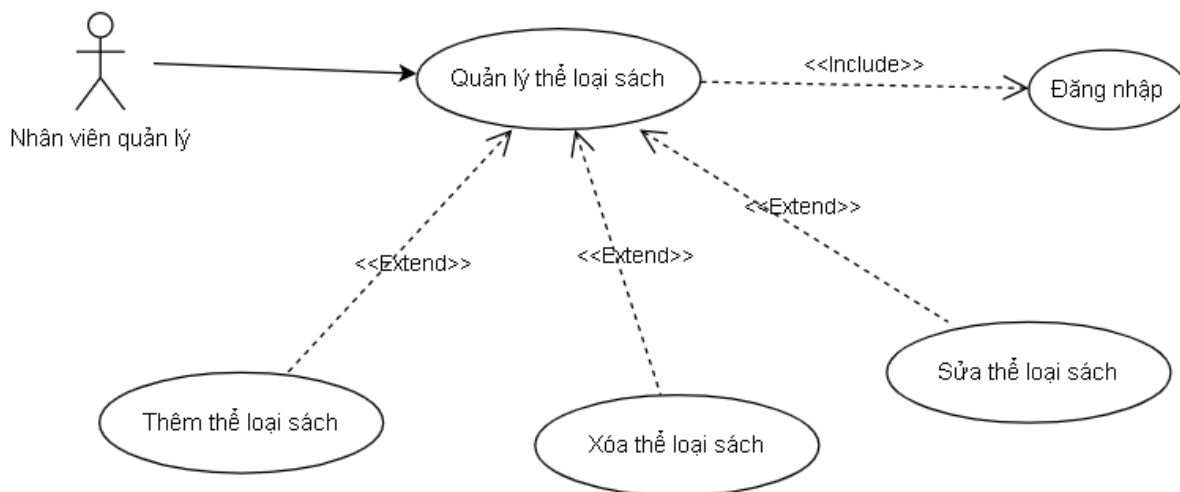 Quản lý thể loại sách
<<Include>>
Đăng nhập
Nhân viên quản lý
<<Extend>>
<<Extend>>
<<Extend>>
Sửa thể loại sách
Thêm thể loại sách
Xóa thể loại sách